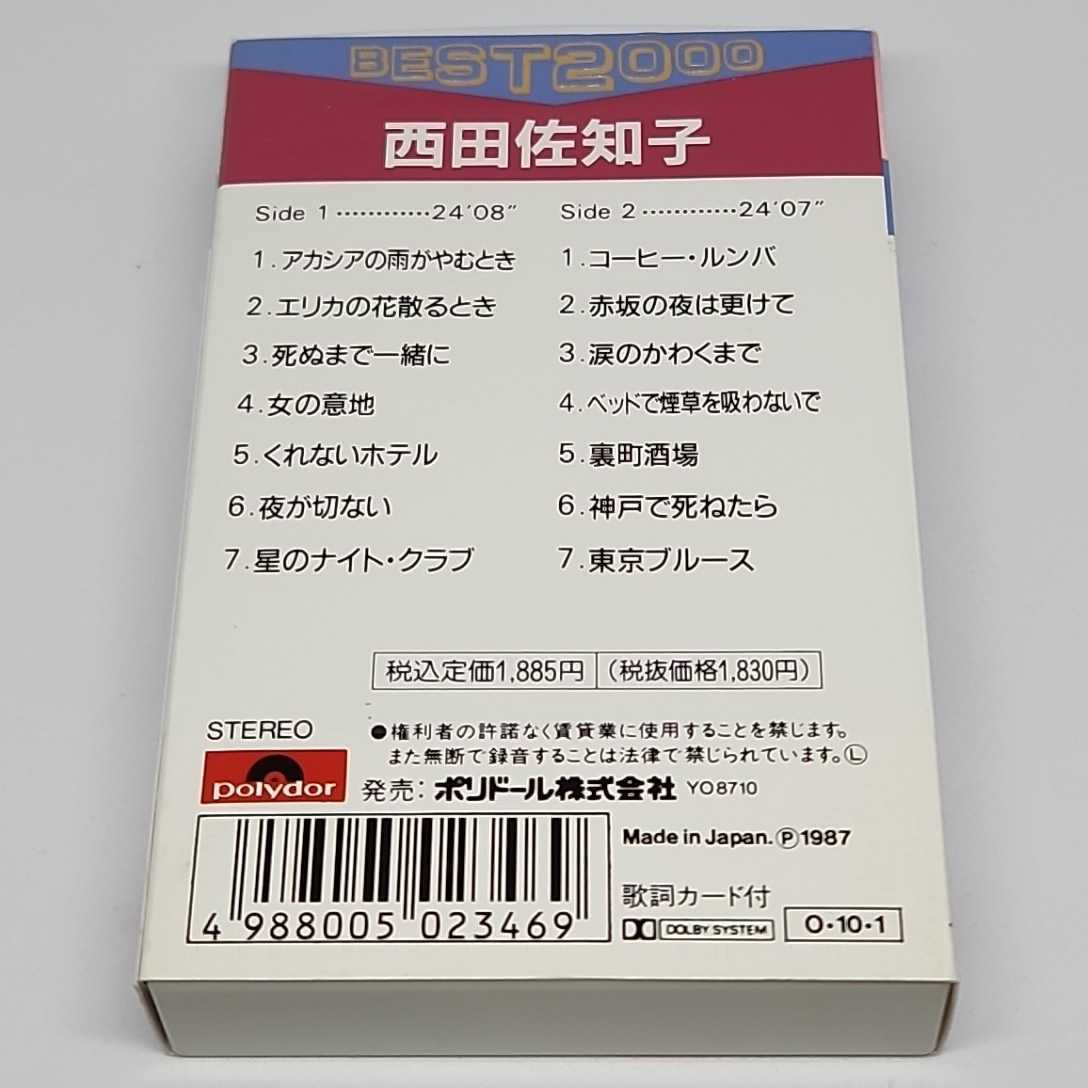 BEST2000
西田佐知子
Side 1 …………24'08"
1.アカシアの雨がやむとき
2.エリカの花散るとき
3.死ぬまで一緒に
4.女の意地
5.くれないホテル
6.夜が切ない
7.星のナイト・クラブ
Side 2 …………24'07"
1.コーヒー・ルンバ
2.赤坂の夜は更けて
3.涙のかわくまで
4.ベッドで煙草を吸わないで
5.裏町酒場
6.神戸で死ねたら
7.東京ブルース
税込定価1,885円 (税抜価格1,830円)
STEREO
●権利者の許諾なく賃貸業に使用することを禁じます。
また無断で録音することは法律で禁じられています。Ⓛ
polydor
発売:ポリドール株式会社 YO8710
Made in Japan. Ⓟ 1987
歌詞カード付
DOLBY SYSTEM
O・10・1
4 988005 023469